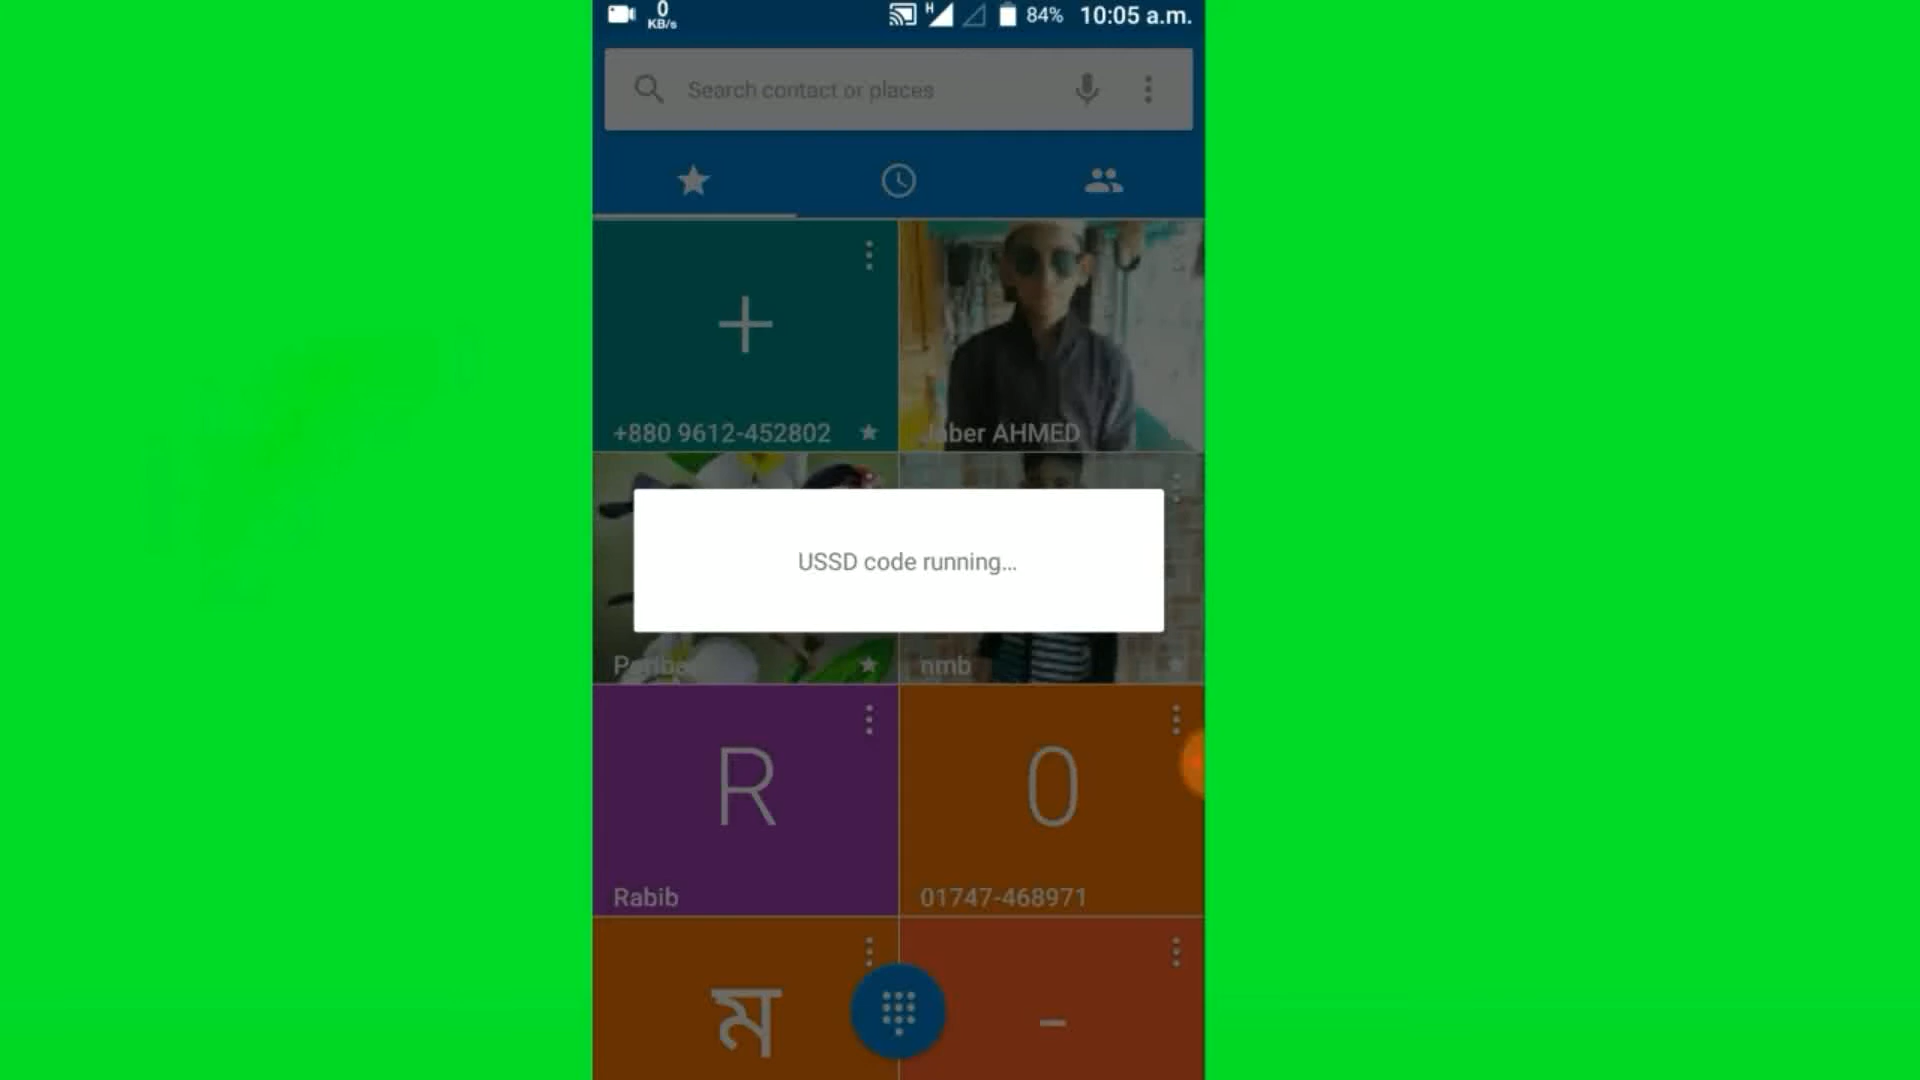 0
KB/s
H
84%
10:05 a.m.
Search contact or places
+880 9612-452802
Jaber AHMED
USSD code running...
nmb
R
0
Rabib
01747-468971
ম
-